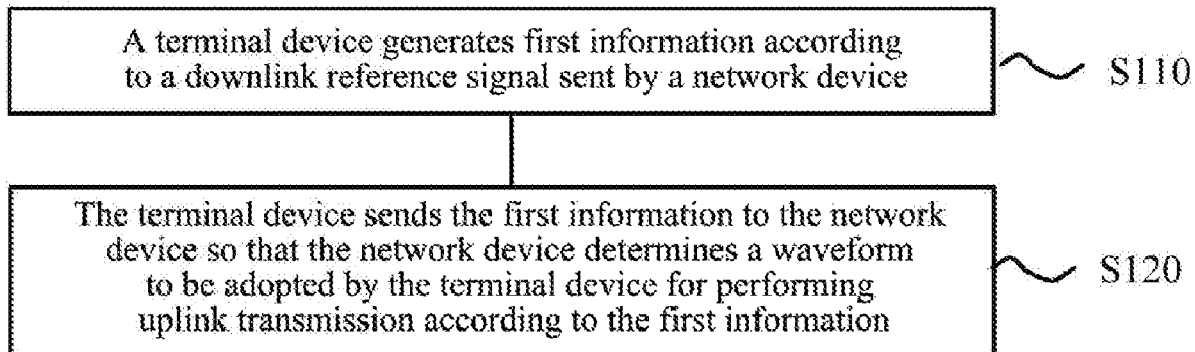 A terminal device generates first information according
to a downlink reference signal sent by a network device
S110
The terminal device sends the first information to the network
device so that the network device determines a waveform
to be adopted by the terminal device for performing
uplink transmission according to the first information
S120